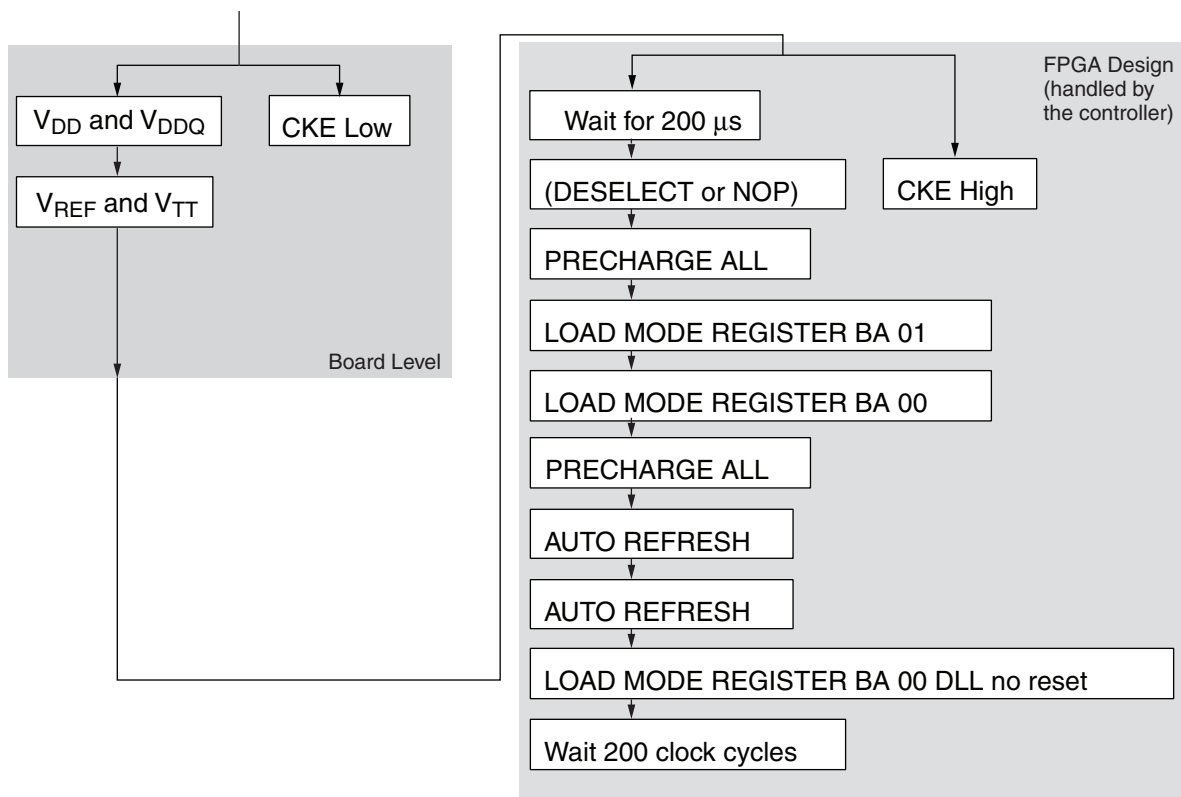 V_DD and V_DDQ
CKE Low
V_REF and V_TT
Board Level
FPGA Design
(handled by
the controller)
Wait for 200 μs
(DESELECT or NOP)
CKE High
PRECHARGE ALL
LOAD MODE REGISTER BA 01
LOAD MODE REGISTER BA 00
PRECHARGE ALL
AUTO REFRESH
AUTO REFRESH
LOAD MODE REGISTER BA 00 DLL no reset
Wait 200 clock cycles